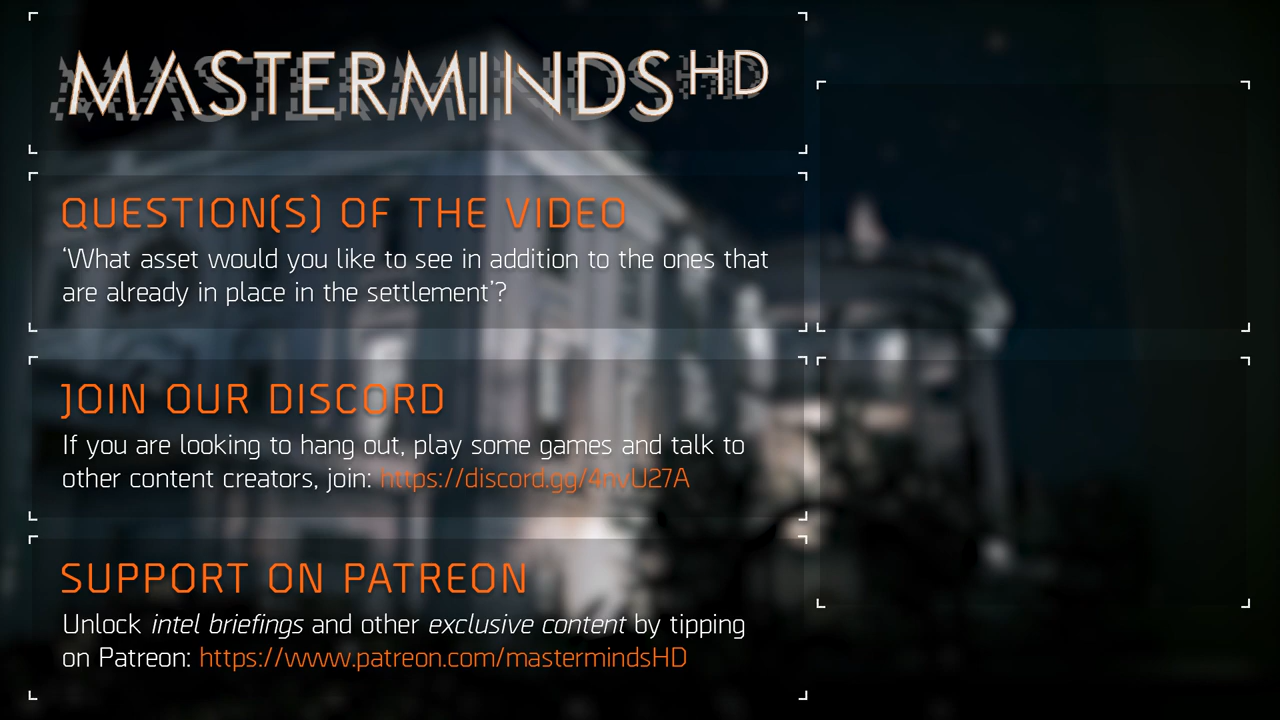 MASTERMINDS HD
QUESTION(S) OF THE VIDEO
‘What asset would you like to see in addition to the ones that
are already in place in the settlement’?
JOIN OUR DISCORD
If you are looking to hang out, play some games and talk to
other content creators, join: https://discord.gg/4nvU27A
SUPPORT ON PATREON
Unlock intel briefings and other exclusive content by tipping
on Patreon: https://www.patreon.com/mastermindsHD